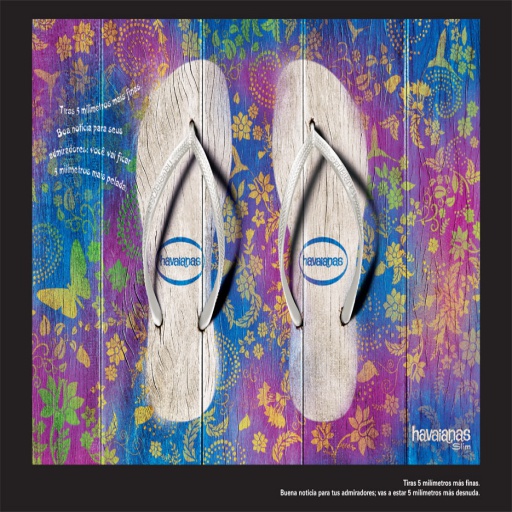 Tiras 5 milímetros mais finas.
Boa notícia para seus
admiradores: você vai ficar
5 milímetros mais pelada.
havaianas
havaianas
havaianas
Slim
Tiras 5 milímetros más finas.
Buena noticia para tus admiradores; vas a estar 5 milímetros más desnuda.